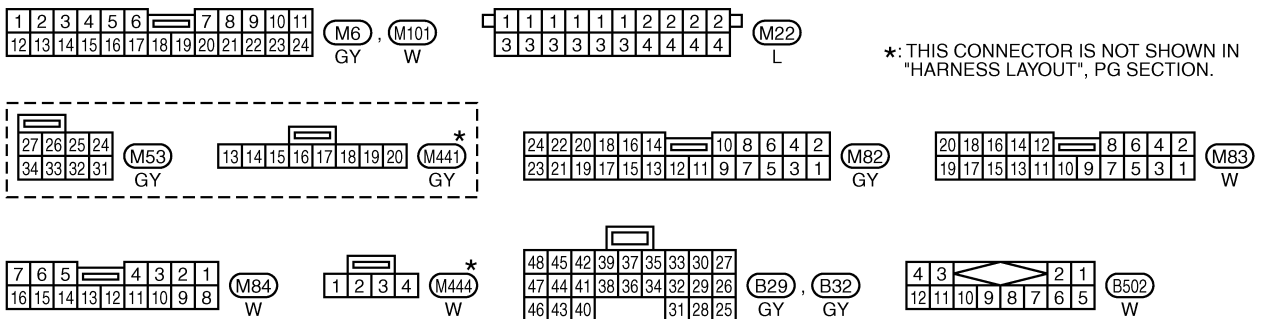 1 2 3 4 5 6 7 8 9 10 11
12 13 14 15 16 17 18 19 20 21 22 23 24
M6 , M101
GY W
1 1 1 1 1 1 2 2 2 2
3 3 3 3 3 3 4 4 4 4
M22
L
*: THIS CONNECTOR IS NOT SHOWN IN
"HARNESS LAYOUT", PG SECTION.
27 26 25 24
34 33 32 31
M53
GY
*
13 14 15 16 17 18 19 20
M441
GY
24 22 20 18 16 14 10 8 6 4 2
23 21 19 17 15 13 12 11 9 7 5 3 1
M82
GY
20 18 16 14 12 8 6 4 2
19 17 15 13 11 10 9 7 5 3 1
M83
W
7 6 5 4 3 2 1
16 15 14 13 12 11 10 9 8
M84
W
*
1 2 3 4
M444
W
48 45 42 39 37 35 33 30 27
47 44 41 38 36 34 32 29 26
46 43 40 31 28 25
B29 , B32
GY GY
4 3 2 1
12 11 10 9 8 7 6 5
B502
W